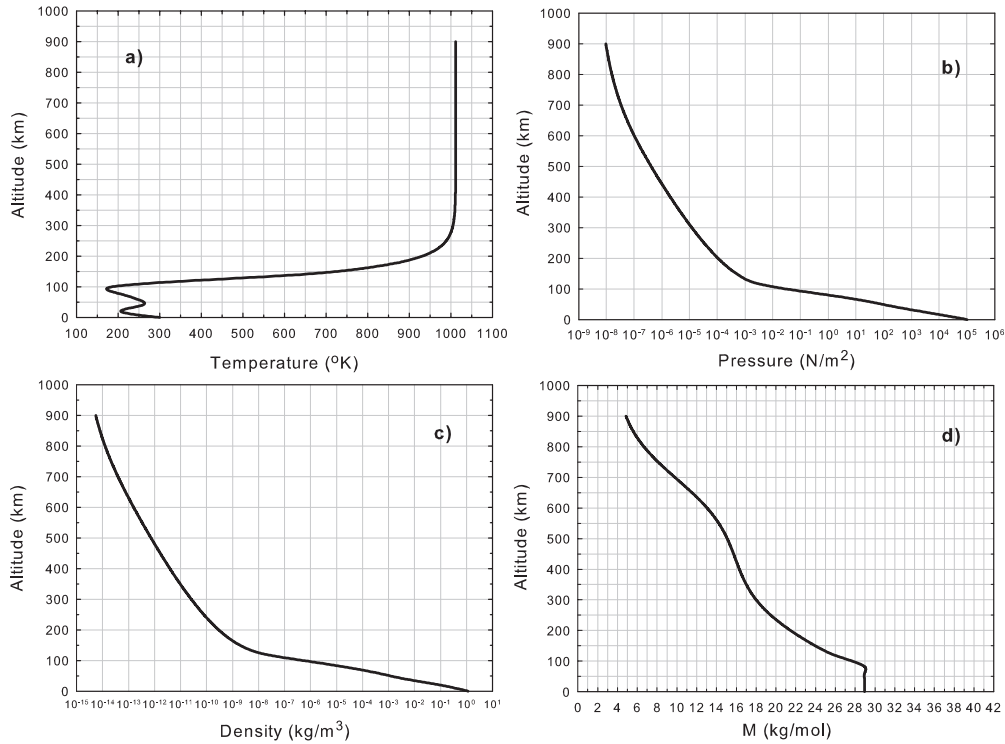 a)
1000
900
800
700
600
500
400
300
200
100
0
Altitude (km)
100 200 300 400 500 600 700 800 900 1000 1100
Temperature (ºK)
b)
1000
900
800
700
600
500
400
300
200
100
0
Altitude (km)
10⁻⁹ 10⁻⁸ 10⁻⁷ 10⁻⁶ 10⁻⁵ 10⁻⁴ 10⁻³ 10⁻² 10⁻¹ 10⁰ 10¹ 10² 10³ 10⁴ 10⁵ 10⁶
Pressure (N/m²)
c)
1000
900
800
700
600
500
400
300
200
100
0
Altitude (km)
10⁻¹⁵ 10⁻¹⁴ 10⁻¹³ 10⁻¹² 10⁻¹¹ 10⁻¹⁰ 10⁻⁹ 10⁻⁸ 10⁻⁷ 10⁻⁶ 10⁻⁵ 10⁻⁴ 10⁻³ 10⁻² 10⁻¹ 10⁰ 10¹
Density (kg/m³)
d)
1000
900
800
700
600
500
400
300
200
100
0
Altitude (km)
0 2 4 6 8 10 12 14 16 18 20 22 24 26 28 30 32 34 36 38 40 42
M (kg/mol)